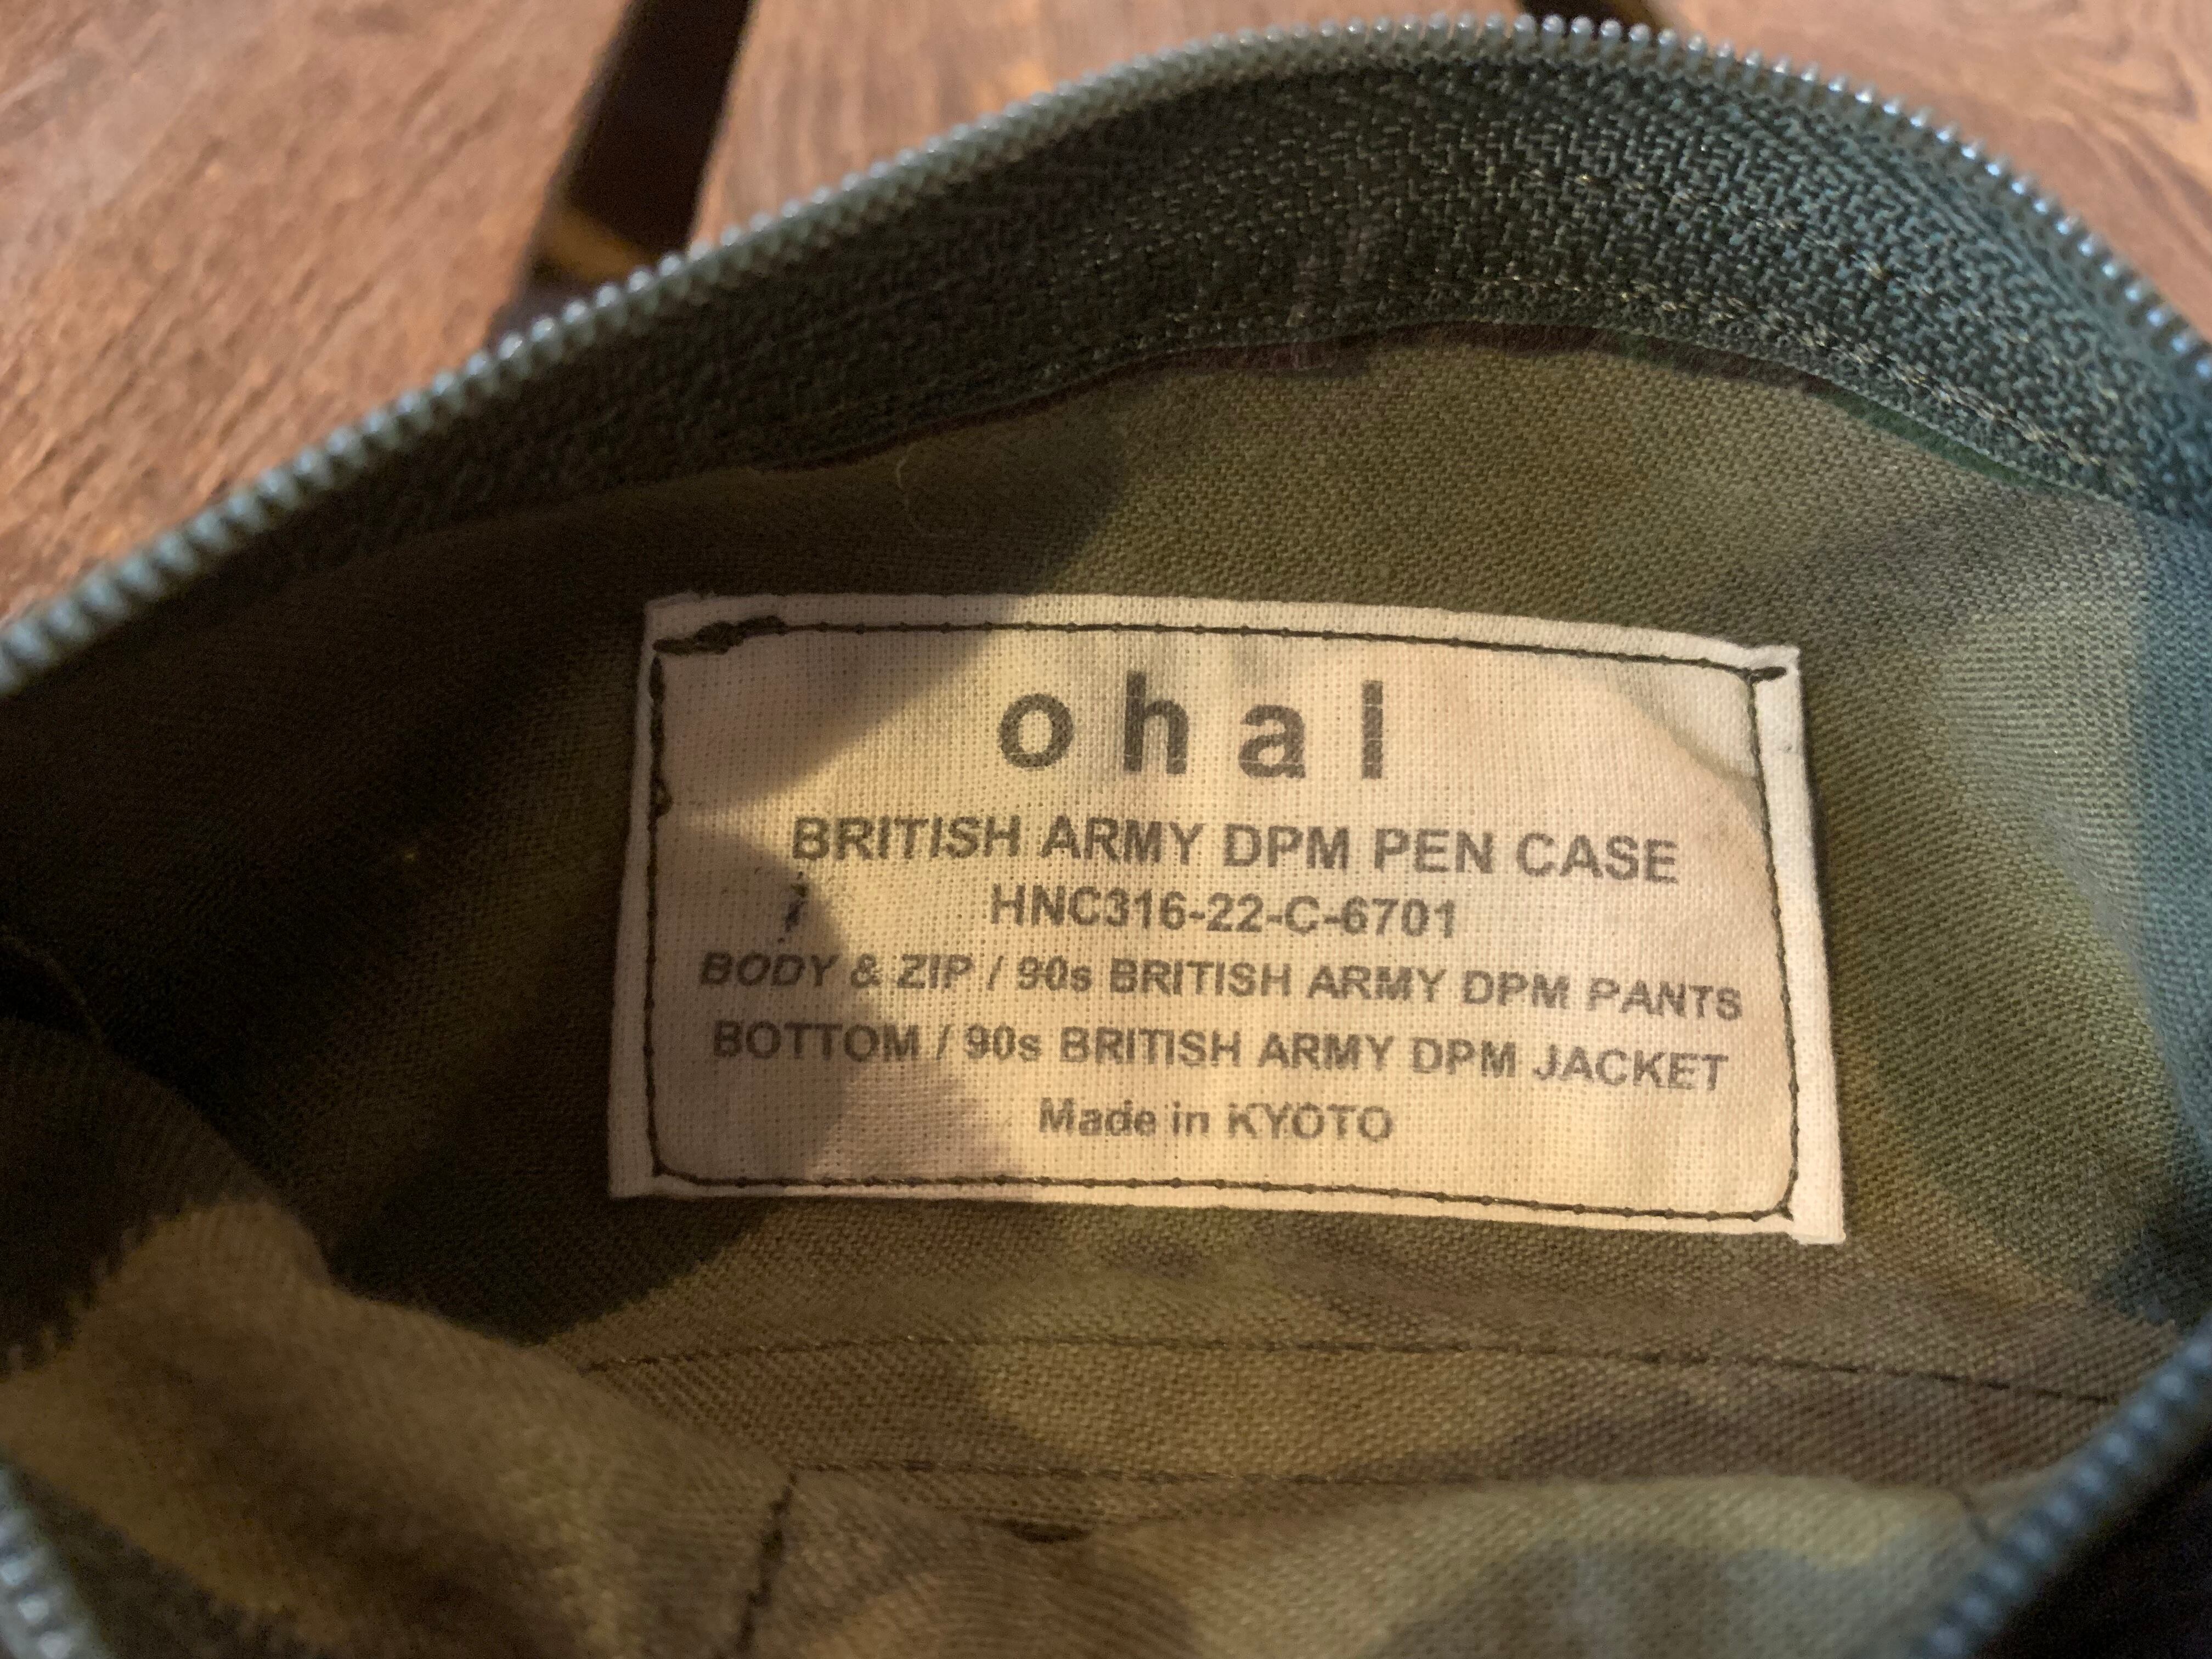 ohal
BRITISH ARMY DPM PEN CASE
HNC316-22-C-6701
BODY & ZIP / 90s BRITISH ARMY DPM PANTS
BOTTOM / 90s BRITISH ARMY DPM JACKET
Made in KYOTO